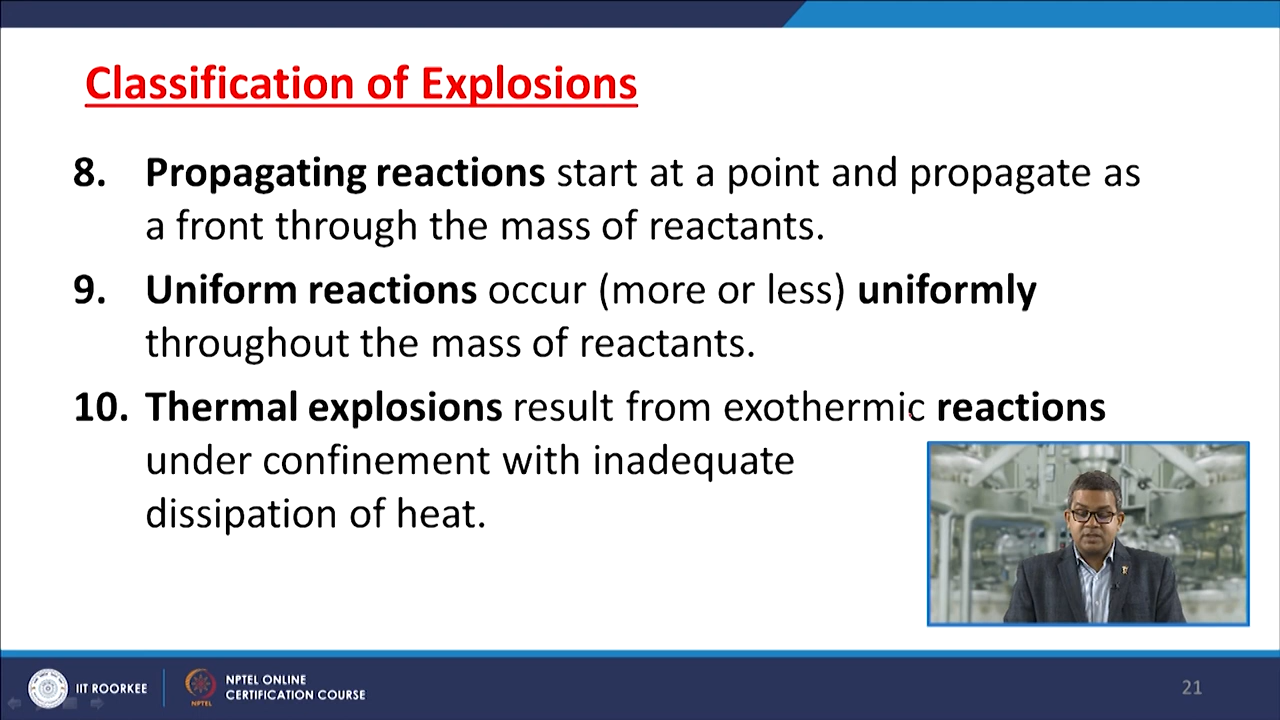 Classification of Explosions
8. Propagating reactions start at a point and propagate as
a front through the mass of reactants.
9. Uniform reactions occur (more or less) uniformly
throughout the mass of reactants.
10. Thermal explosions result from exothermic reactions
under confinement with inadequate
dissipation of heat.
IIT ROORKEE
NPTEL
NPTEL ONLINE
CERTIFICATION COURSE
21